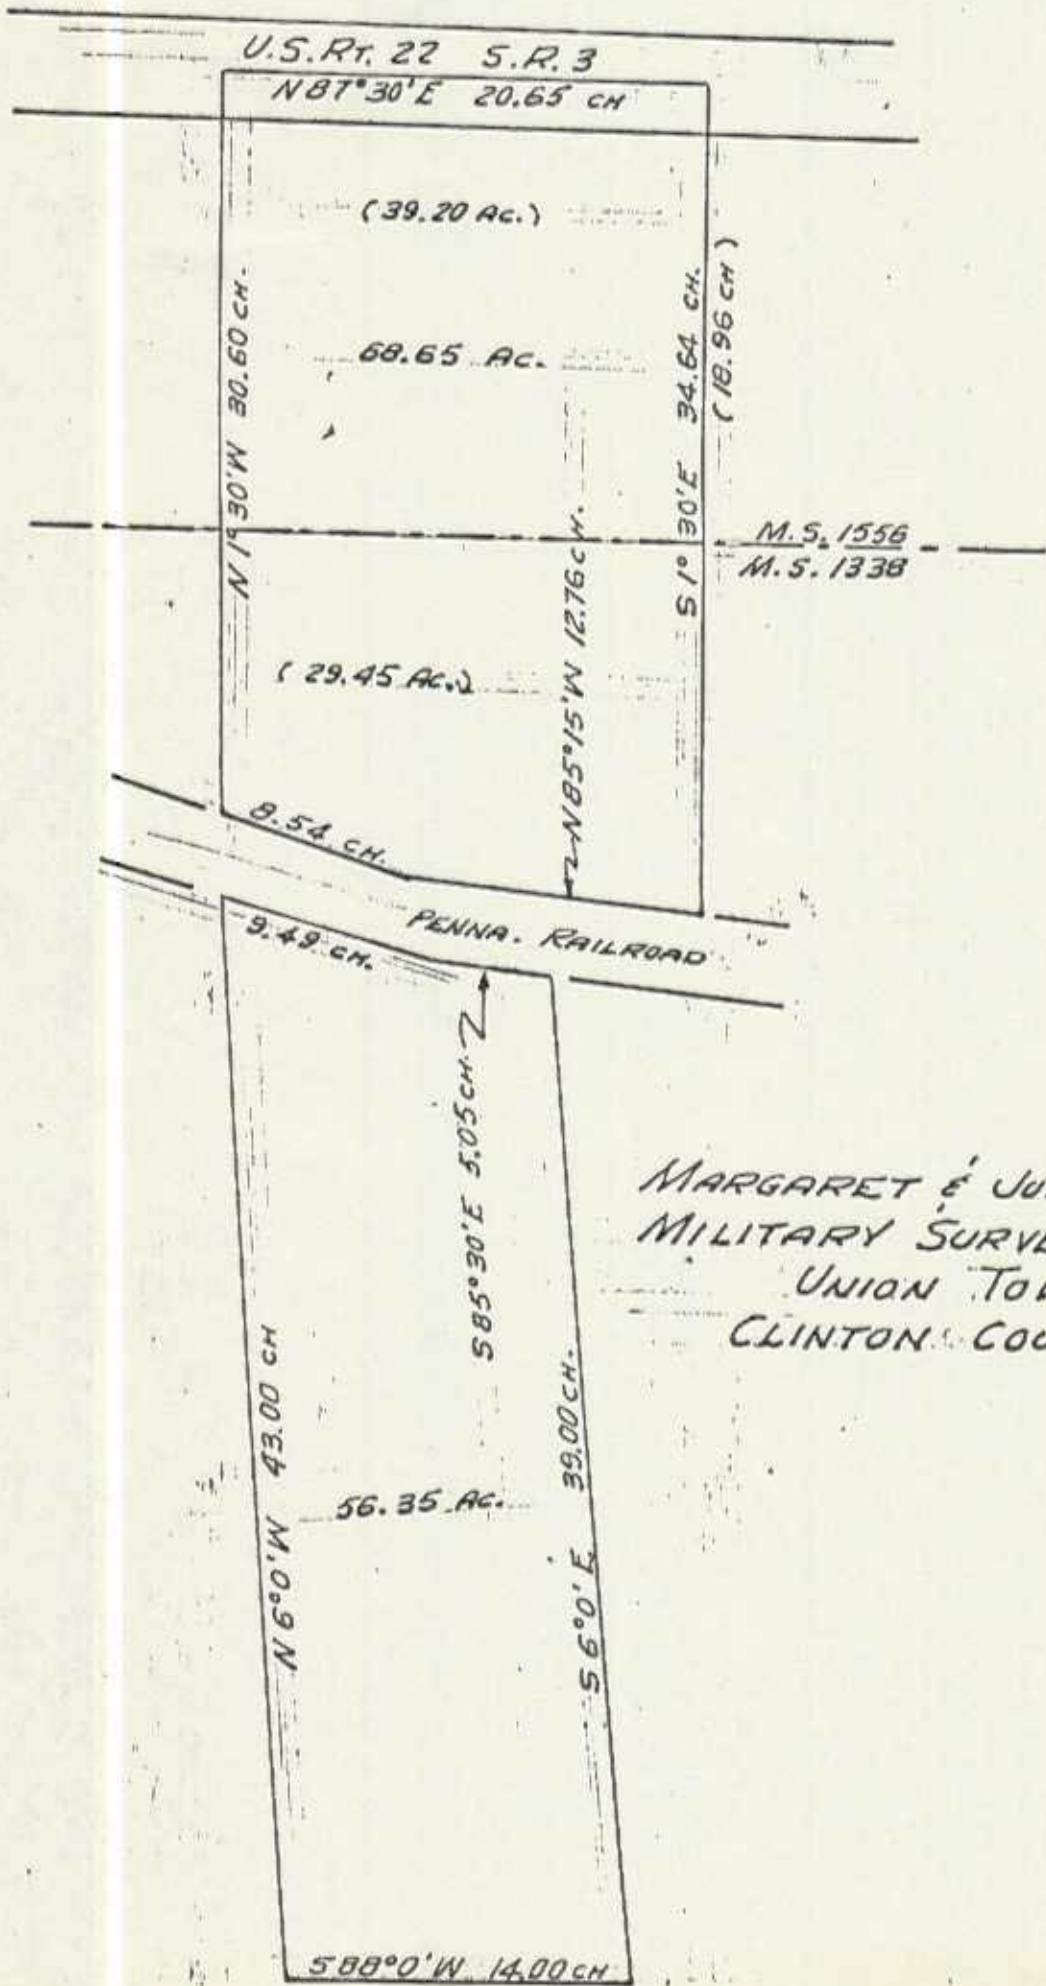 U.S.RT. 22 S.R. 3
N87°30'E 20.65 CH
(39.20 AC.)
68.65 AC.
N1°30'W 30.60 CH.
S1°30'E 34.64 CH.
(18.96 CH)
M.S. 1556
M.S. 1338
(29.45 AC.)
N85°15'W 12.76 CH.
8.54 CH.
PENNA. RAILROAD
9.49 CH.
S85°30'E 5.05 CH.
MARGARET &
MILITARY
UNION
CLINTON
N6°0'W 43.00 CH
S6°0'E 39.00 CH.
56.35 AC.
S88°0'W 14.00 CH